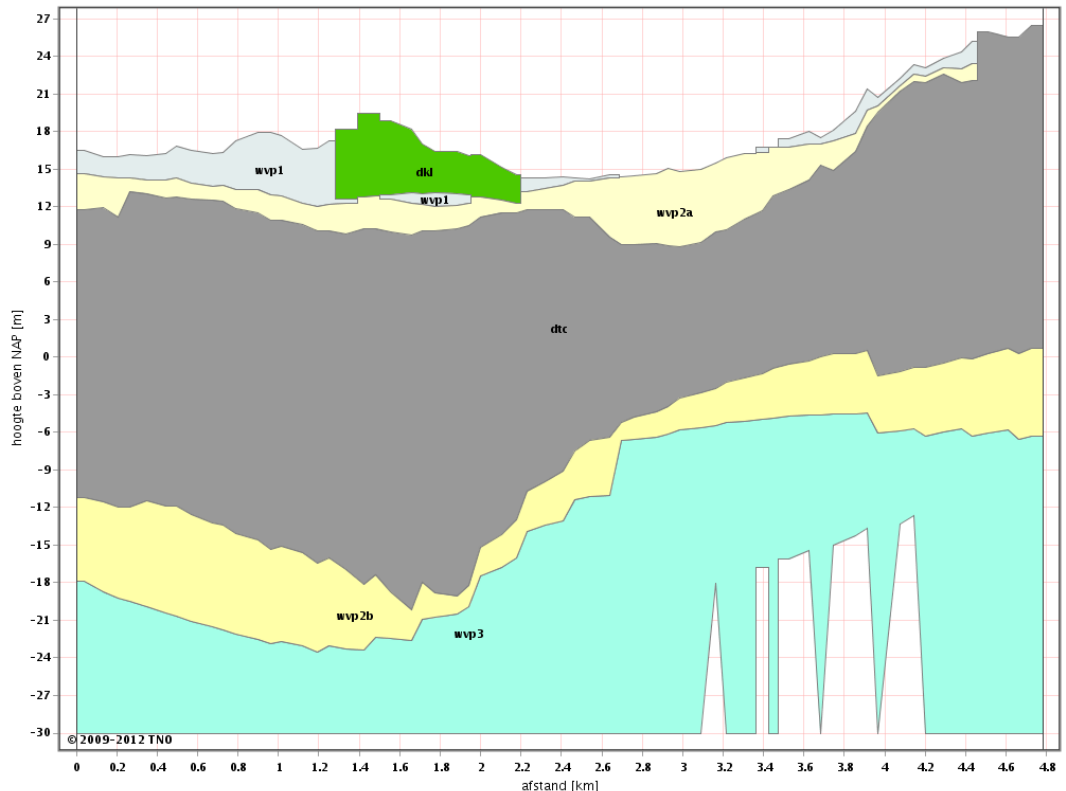 hoogte boven NAP [m]
27
24
21
18
15
12
9
6
3
0
-3
-6
-9
-12
-15
-18
-21
-24
-27
-30
wvp1
dkl
wvp1
wvp2a
dtc
wvp2b
wvp3
© 2009-2012 TNO
0 0.2 0.4 0.6 0.8 1 1.2 1.4 1.6 1.8 2 2.2 2.4 2.6 2.8 3 3.2 3.4 3.6 3.8 4 4.2 4.4 4.6 4.8
afstand [km]